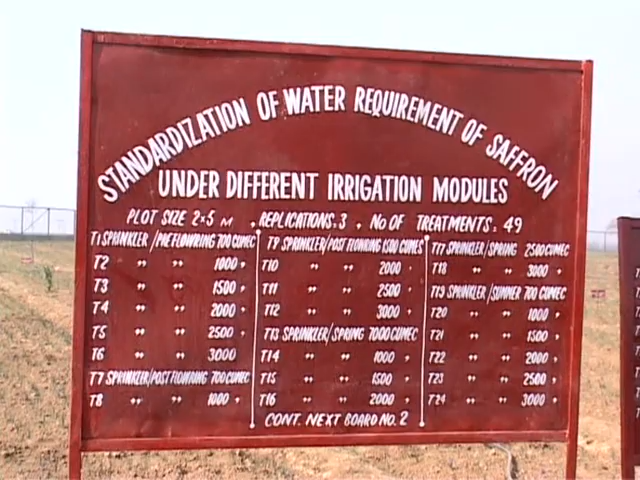 STANDARDIZATION OF WATER REQUIREMENT OF SAFFRON
UNDER DIFFERENT IRRIGATION MODULES
PLOT SIZE 2×5 M , REPLICATIONS.3 , NO OF TREATMENTS. 49
T1 SPRINKLER/PREFLOWRING 700 CUMEC
T2 " " 1000 "
T3 " " 1500 "
T4 " " 2000 "
T5 " " 2500 "
T6 " " 3000
T7 SPRINKLER/POST FLOWRING 700 CUMEC
T8 " " 1000 "
T9 SPRINKLER/POST FLOWRING 1500 CUMES
T10 " " 2000 "
T11 " " 2500 "
T12 " " 3000 "
T13 SPRINKLER/SPRING 7000 CUMEC
T14 " " 1000 "
T15 " " 1500 "
T16 " " 2000 "
T17 SPRINKLER/SPRING 2500 CUMEC
T18 " " 3000 "
T19 SPRINKLER/SUMMER 700 CUMEC
T20 " " 1000 "
T21 " " 1500 "
T22 " " 2000 "
T23 " " 2500 "
T24 " " 3000 "
CONT. NEXT BOARD NO. 2